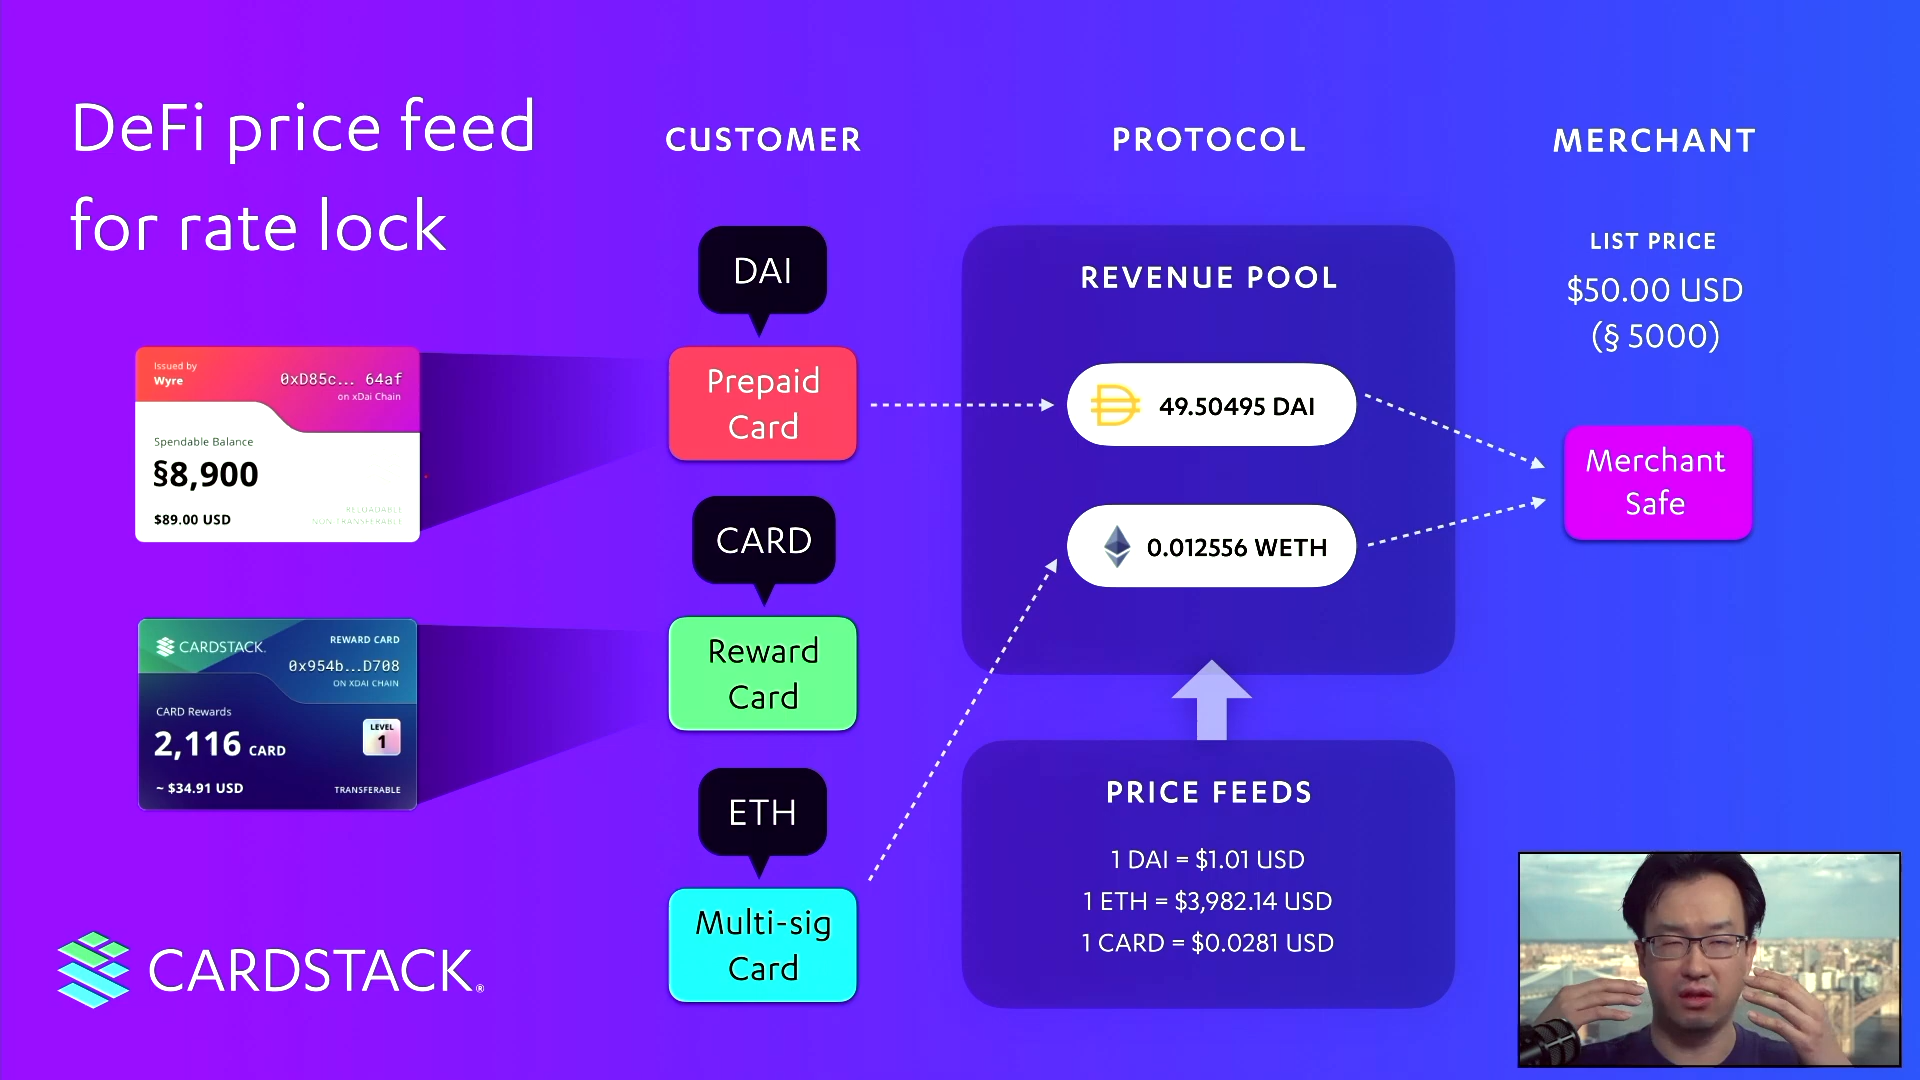 DeFi price feed
for rate lock
Issued by
Wyre
0xD85c... 64af
on xDai Chain
Spendable Balance
§8,900
$89.00 USD
RELOADABLE
NON-TRANSFERABLE
CARDSTACK.
REWARD CARD
0x954b...D708
ON XDAI CHAIN
CARD Rewards
2,116 CARD
LEVEL
1
~ $34.91 USD
TRANSFERABLE
CARDSTACK®
CUSTOMER
DAI
Prepaid
Card
CARD
Reward
Card
ETH
Multi-sig
Card
PROTOCOL
REVENUE POOL
49.50495 DAI
0.012556 WETH
PRICE FEEDS
1 DAI = $1.01 USD
1 ETH = $3,982.14 USD
1 CARD = $0.0281 USD
MERCHANT
LIST PRICE
$50.00 USD
(§ 5000)
Merchant
Safe